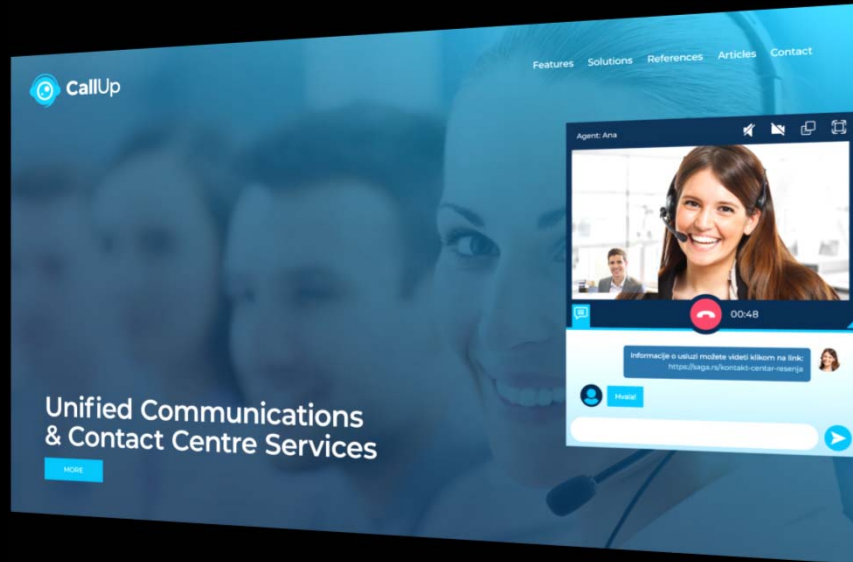 CallUp
Features Solutions References Articles Contact
Agent: Ana
00:48
Informacije o usluzi možete videti klikom na link:
https://saga.rs/kontakt-centar-resenja
Hvala!
Unified Communications
& Contact Centre Services
MORE